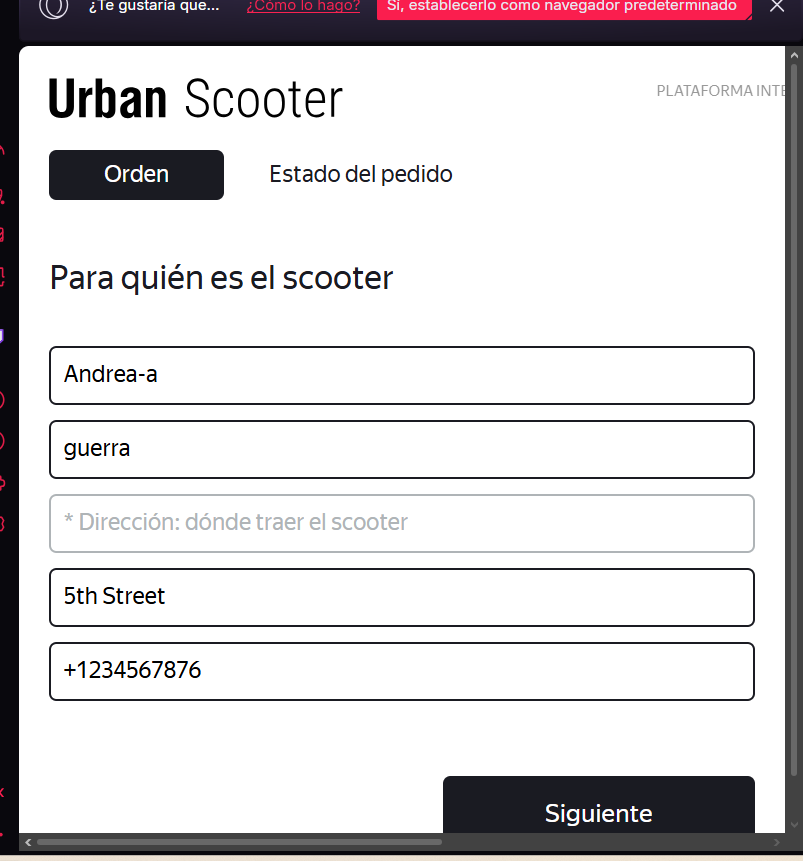 ¿Te gustaría que... ¿Cómo lo hago? Sí, establecerlo como navegador predeterminado
Urban Scooter
PLATAFORMA INTE
Orden Estado del pedido
Para quién es el scooter
Andrea-a
guerra
* Dirección: dónde traer el scooter
5th Street
+1234567876
Siguiente